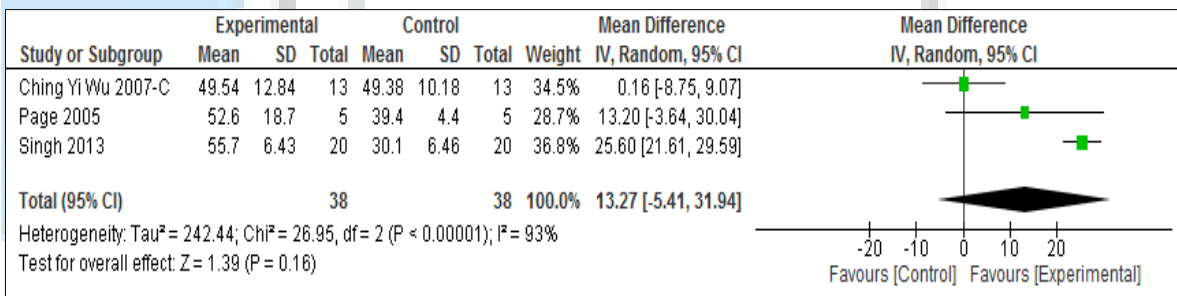 Experimental Control Mean Difference Mean Difference
Study or Subgroup Mean SD Total Mean SD Total Weight IV, Random, 95% CI IV, Random, 95% CI
Ching Yi Wu 2007-C 49.54 12.84 13 49.38 10.18 13 34.5% 0.16 [-8.75, 9.07]
Page 2005 52.6 18.7 5 39.4 4.4 5 28.7% 13.20 [-3.64, 30.04]
Singh 2013 55.7 6.43 20 30.1 6.46 20 36.8% 25.60 [21.61, 29.59]
Total (95% CI) 38 38 100.0% 13.27 [-5.41, 31.94]
Heterogeneity: Tau² = 242.44; Chi² = 26.95, df = 2 (P < 0.00001); I² = 93%
Test for overall effect: Z = 1.39 (P = 0.16)
-20 -10 0 10 20
Favours [Control] Favours [Experimental]